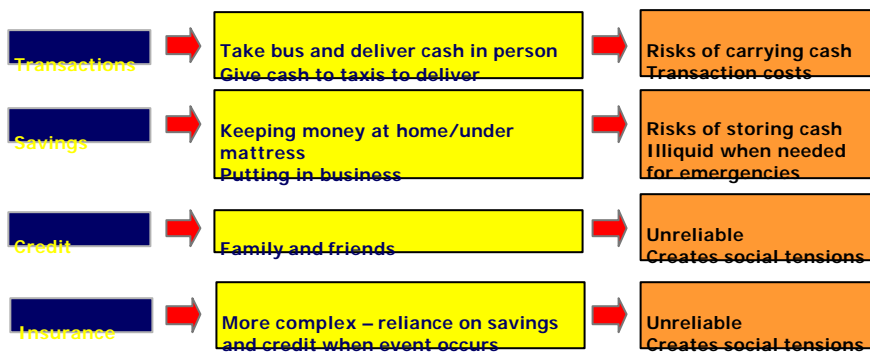 Transactions
Take bus and deliver cash in person
Give cash to taxis to deliver
Risks of carrying cash
Transaction costs
Savings
Keeping money at home/under
mattress
Putting in business
Risks of storing cash
Illiquid when needed
for emergencies
Credit
Family and friends
Unreliable
Creates social tensions
Insurance
More complex – reliance on savings
and credit when event occurs
Unreliable
Creates social tensions